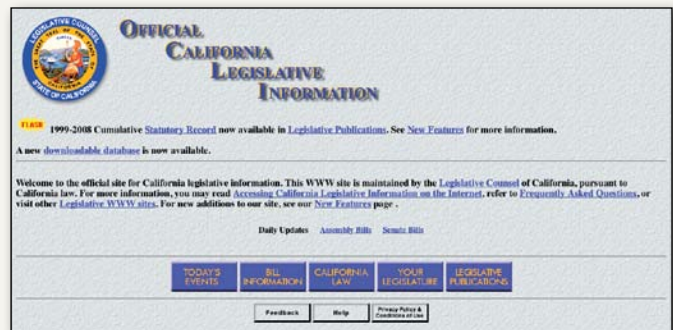 LEGISLATIVE COUNSEL
STATE OF CALIFORNIA
OFFICIAL
CALIFORNIA
LEGISLATIVE
INFORMATION
FLASH 1999-2008 Cumulative Statutory Record now available in Legislative Publications. See New Features for more information.
A new downloadable database is now available.
Welcome to the official site for California legislative information. This WWW site is maintained by the Legislative Counsel of California, pursuant to
California law. For more information, you may read Accessing California Legislative Information on the Internet, refer to Frequently Asked Questions, or
visit other Legislative WWW sites. For new additions to our site, see our New Features page .
Daily Updates Assembly Bills Senate Bills
TODAY'S EVENTS
BILL INFORMATION
CALIFORNIA LAW
YOUR LEGISLATURE
LEGISLATIVE PUBLICATIONS
Feedback
Help
Privacy Policy &
Conditions of Use